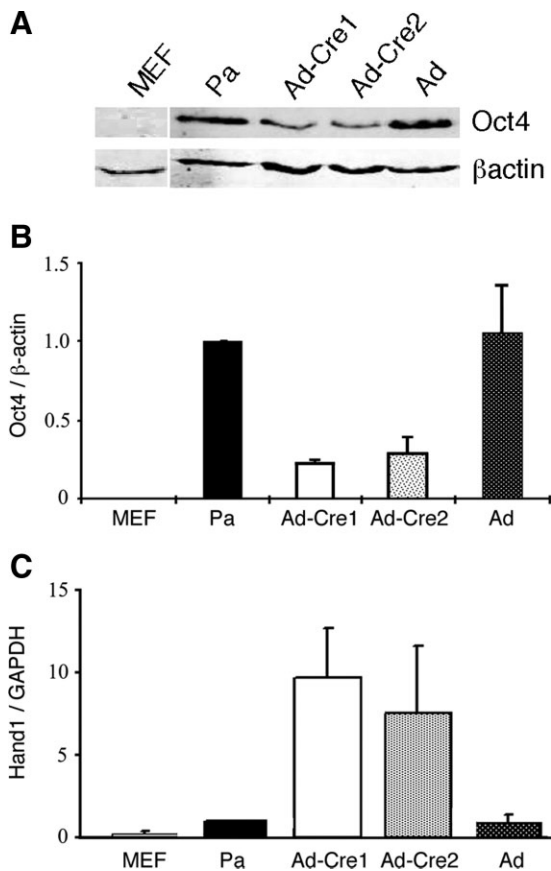 A
MEF Pa Ad-Cre1 Ad-Cre2 Ad
Oct4
βactin
B
Oct4 / β-actin
1.5
1.0
0.5
0
MEF Pa Ad-Cre1 Ad-Cre2 Ad
C
Hand1 / GAPDH
15
10
5
0
MEF Pa Ad-Cre1 Ad-Cre2 Ad